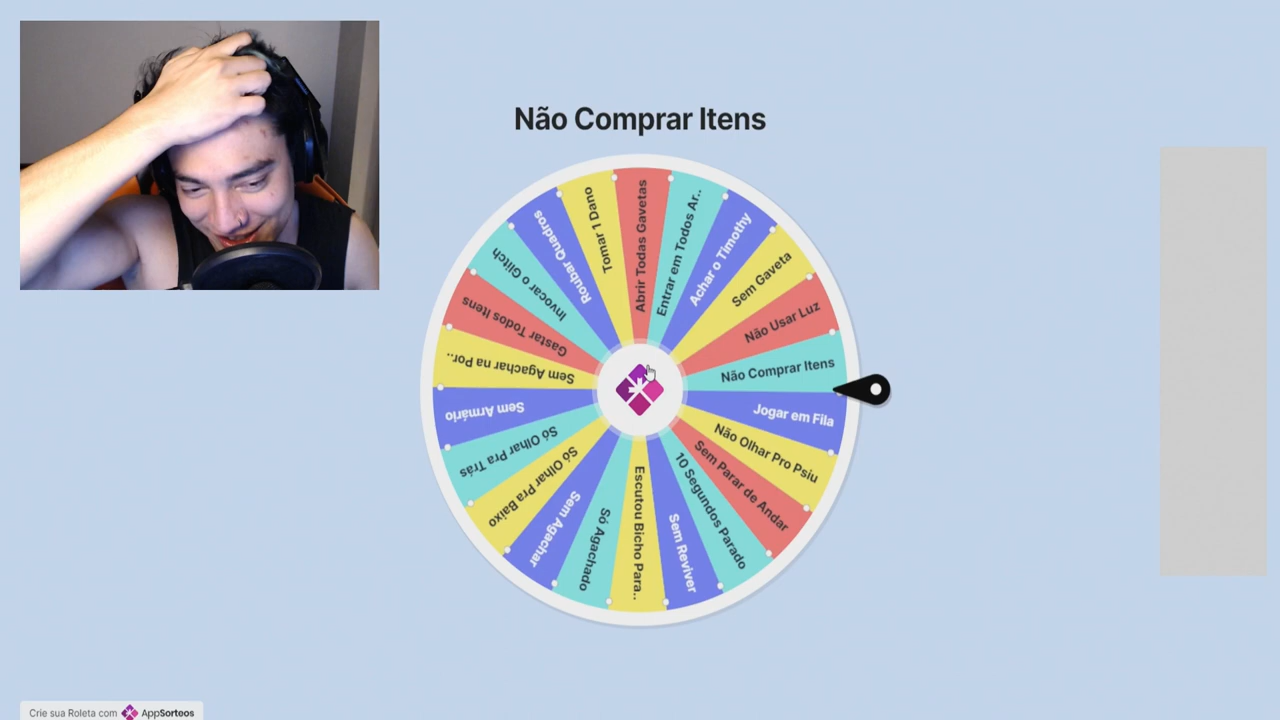 Não Comprar Itens
Abrir Todas Gavetas
Entrar em Todos Ar..
Achar o Timothy
Sem Gaveta
Não Usar Luz
Não Comprar Itens
Jogar em Fila
Não Olhar Pro Psiu
Sem Parar de Andar
10 Segundos Parado
Sem Reviver
Escutou Bicho Para..
Só Agachado
Sem Agachar
Só Olhar Pra Baixo
Só Olhar Pra Trás
Sem Armário
Sem Agachar na Por..
Gastar Todos Itens
Invocar o Glitch
Roubar Quadros
Tomar 1 Dano
Crie sua Roleta com AppSorteos